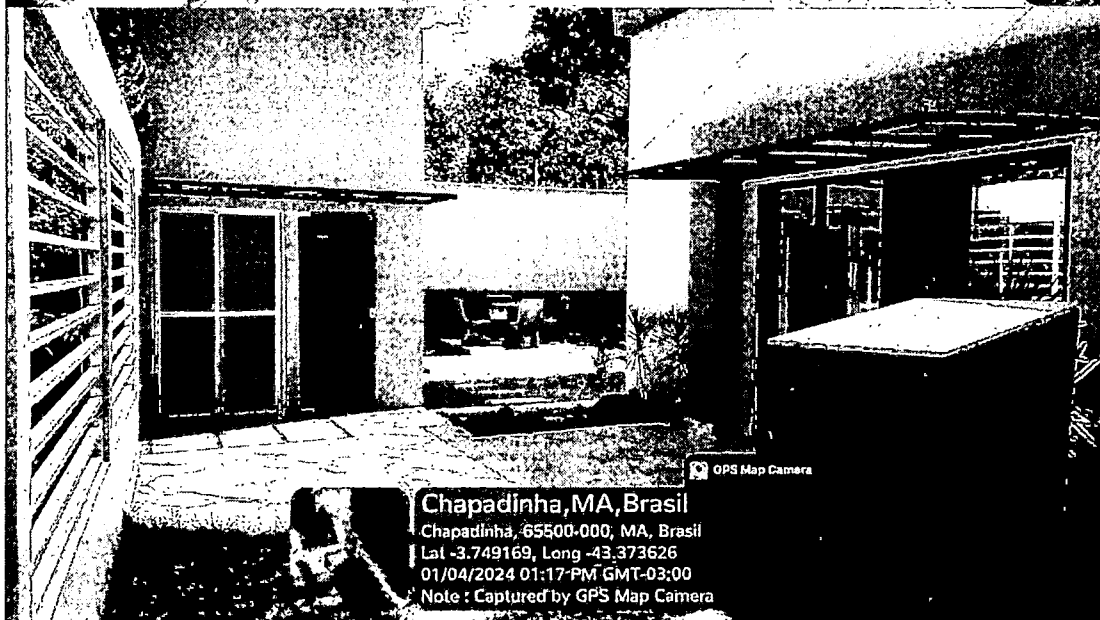 GPS Map Camera
Chapadinha,MA,Brasil
Chapadinha, 65500-000, MA, Brasil
Lat -3.749169, Long -43.373626
01/04/2024 01:17 PM GMT-03:00
Note : Captured by GPS Map Camera